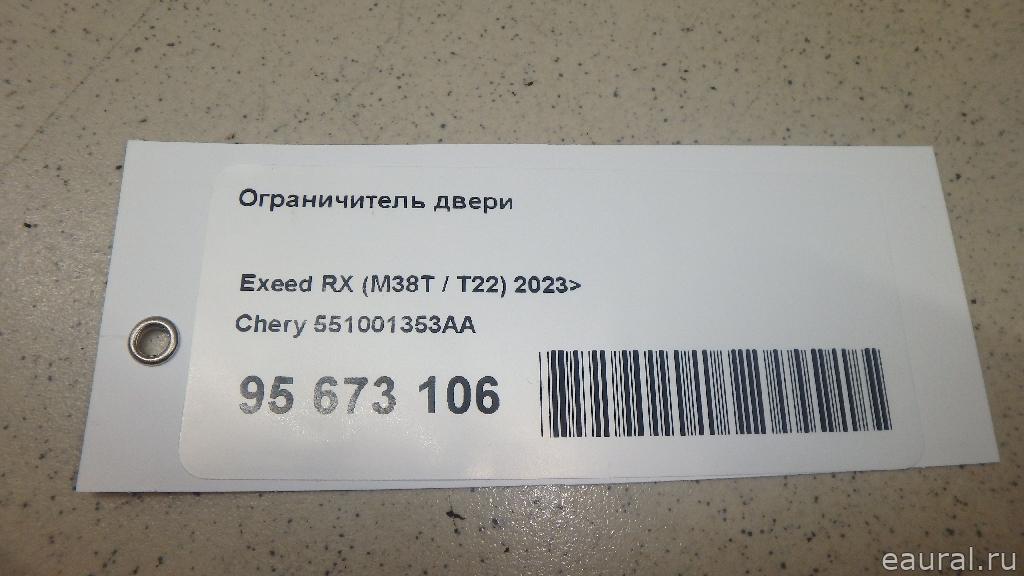 Ограничитель двери
Exeed RX (M38T / T22) 2023>
Chery 551001353AA
95 673 106
eaural.ru